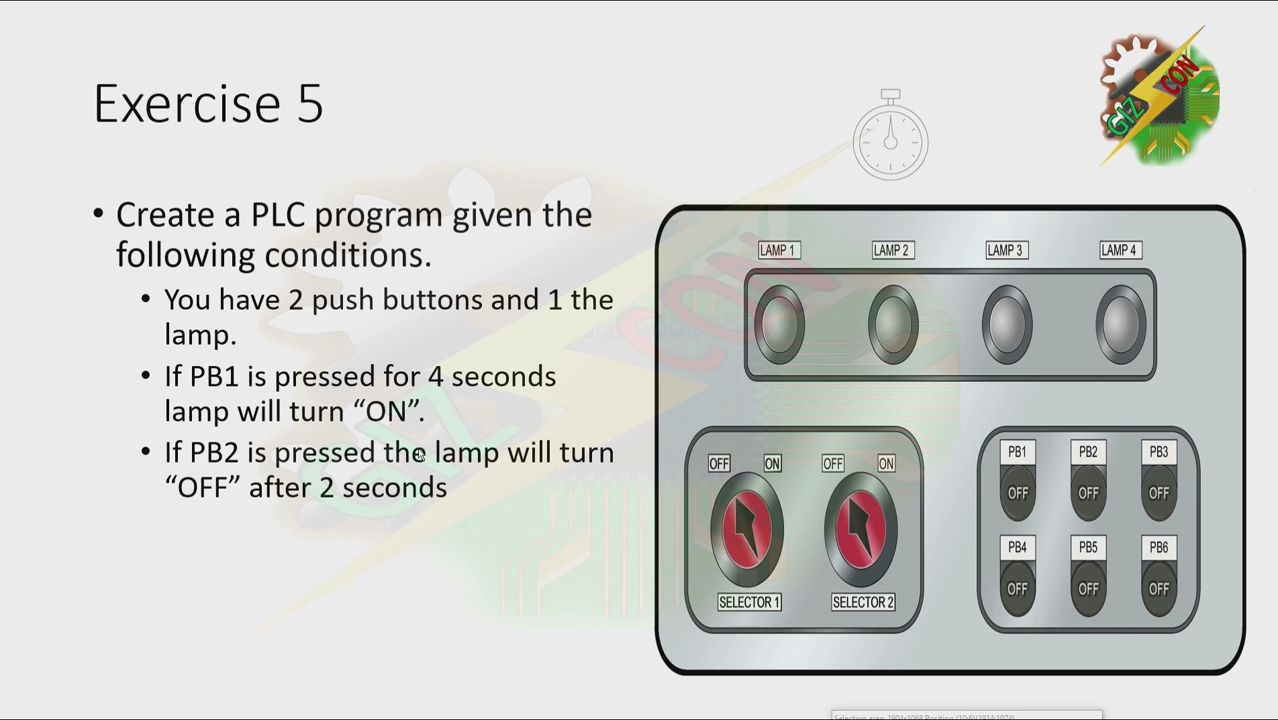 Exercise 5
GIZ
CON
• Create a PLC program given the
following conditions.
• You have 2 push buttons and 1 the
lamp.
• If PB1 is pressed for 4 seconds
lamp will turn “ON”.
• If PB2 is pressed the lamp will turn
“OFF” after 2 seconds
LAMP 1 LAMP 2 LAMP 3 LAMP 4
OFF ON OFF ON
SELECTOR 1 SELECTOR 2
PB1 PB2 PB3
OFF OFF OFF
PB4 PB5 PB6
OFF OFF OFF
CON